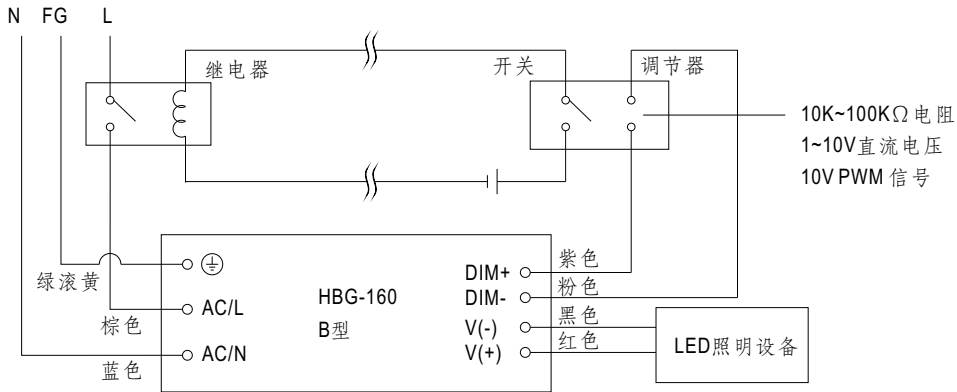 N FG L
继电器
开关
调节器
10K~100KΩ电阻
1~10V直流电压
10V PWM 信号
绿滚黄
棕色 AC/L
蓝色 AC/N
HBG-160
B型
DIM+ 紫色
DIM- 粉色
V(-) 黑色
V(+) 红色
LED照明设备